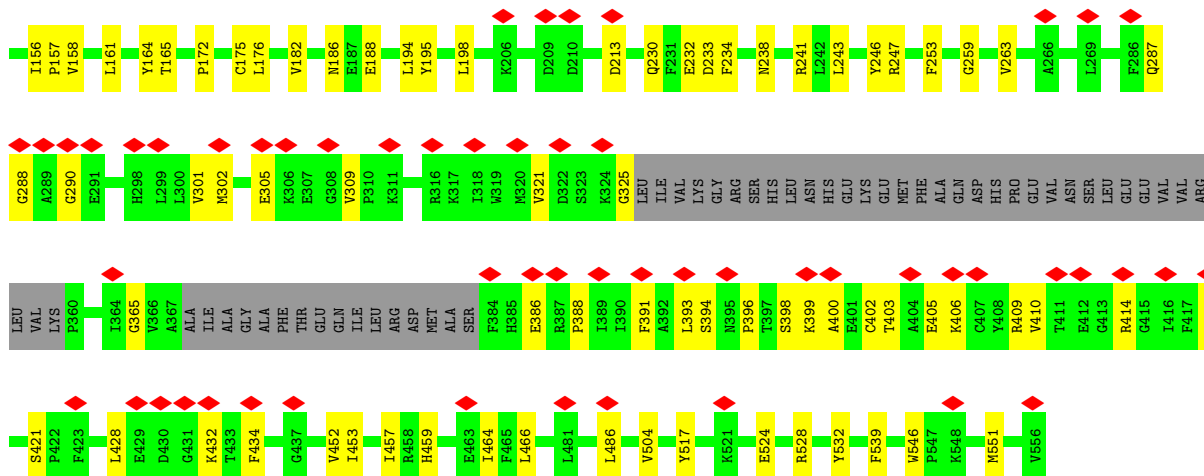 I156 P157 V158 L161 Y164 T165 P172 C175 L176 V182 N186 E187 E188 L194 Y195 L198 K206 D209 D210 D213 Q230 F231 E232 D233 F234 N238 R241 L242 L243 Y246 R247 F253 G259 V263 A266 L269 F286 Q287
G288 A289 G290 E291 H298 L299 L300 V301 M302 E305 K306 E307 G308 V309 P310 K311 R316 K317 I318 W319 M320 V321 D322 S323 K324 G325 LEU ILE VAL LYS GLY ARG SER HIS LEU ASN HIS GLU LYS GLU MET PHE ALA GLN ASP HIS PRO GLU VAL ASN SER LEU GLU GLU VAL VAL ARG
LEU VAL LYS P360 I364 G365 V366 A367 ALA ILE ALA GLY ALA PHE THR GLU GLN ILE LEU ARG ASP MET ALA SER F384 H385 E386 R387 P388 I389 I390 F391 A392 L393 S394 N395 P396 T397 S398 K399 A400 E401 C402 T403 A404 E405 K406 C407 Y408 R409 V410 T411 E412 G413 R414 G415 I416 F417
S421 P422 F423 L428 E429 D430 G431 K432 T433 F434 G437 V452 I453 I457 R458 H459 E463 I464 F465 L466 L481 L486 V504 Y517 K521 E524 R528 Y532 F539 W546 P547 K548 M551 V556